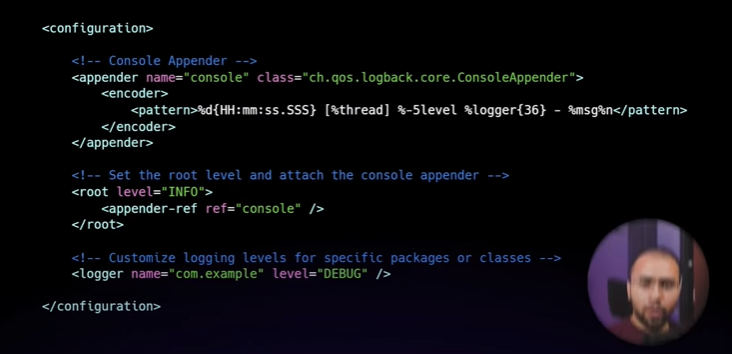 <configuration>
<!-- Console Appender -->
<appender name="console" class="ch.qos.logback.core.ConsoleAppender">
<encoder>
<pattern>%d{HH:mm:ss.SSS} [%thread] %-5level %logger{36} - %msg%n</pattern>
</encoder>
</appender>
<!-- Set the root level and attach the console appender -->
<root level="INFO">
<appender-ref ref="console" />
</root>
<!-- Customize logging levels for specific packages or classes -->
<logger name="com.example" level="DEBUG" />
</configuration>